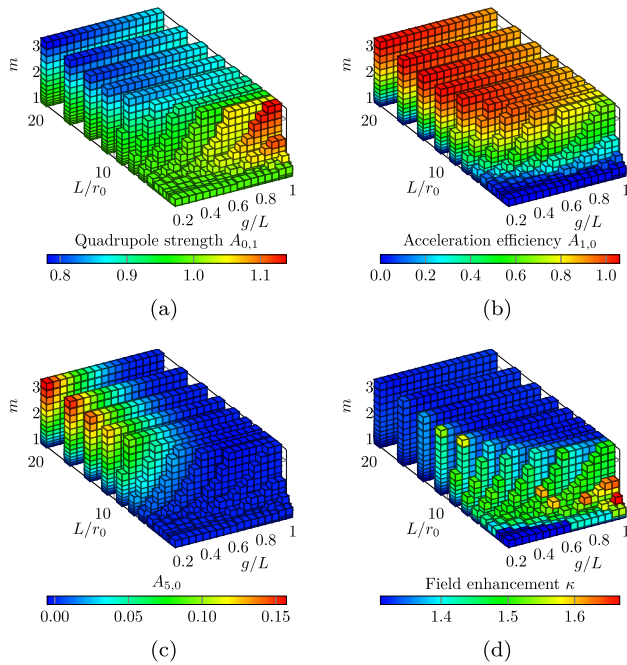 3
2
1
m
20
10
L/r₀
0.2 0.4 0.6 0.8 1
g/L
Quadrupole strength A₀,₁
0.8 0.9 1.0 1.1
(a)
3
2
1
m
20
10
L/r₀
0.2 0.4 0.6 0.8 1
g/L
Acceleration efficiency A₁,₀
0.0 0.2 0.4 0.6 0.8 1.0
(b)
3
2
1
m
20
10
L/r₀
0.2 0.4 0.6 0.8 1
g/L
A₅,₀
0.00 0.05 0.10 0.15
(c)
3
2
1
m
20
10
L/r₀
0.2 0.4 0.6 0.8 1
g/L
Field enhancement κ
1.4 1.5 1.6
(d)